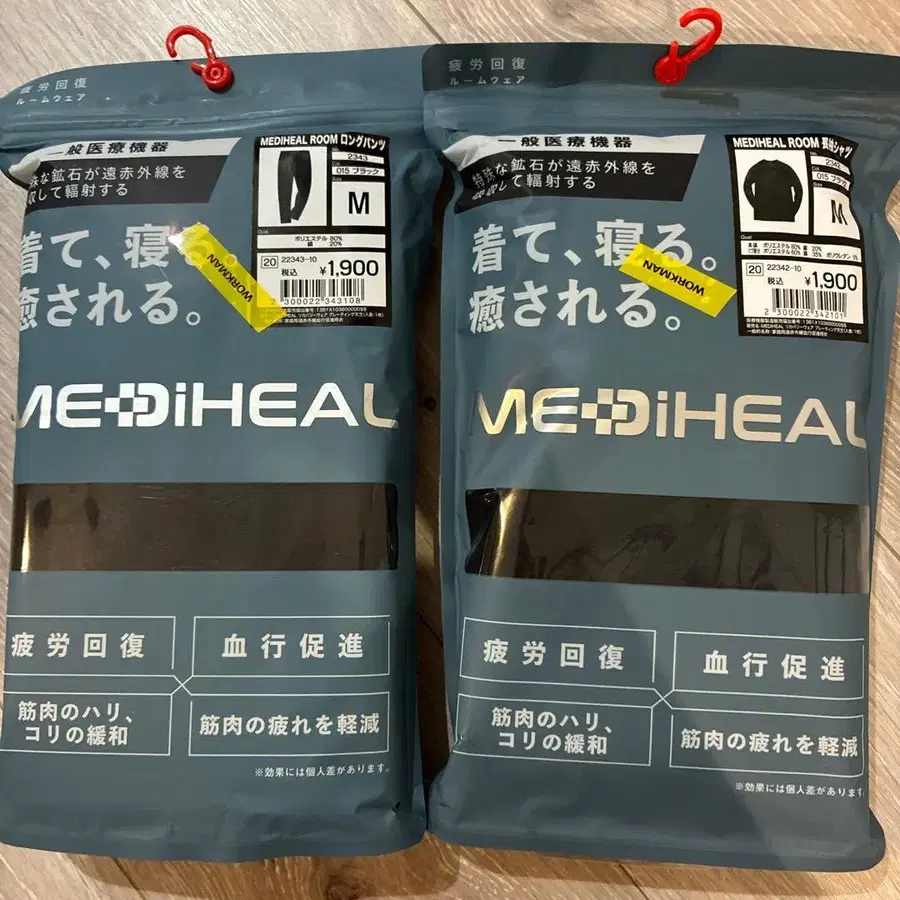 疲労回復
ルームウェア
一般医療機器
特殊な鉱石が遠赤外線を
吸収して輻射する
着て、寝る。
癒される。
WORKMAN
MEDIHEAL ROOM ロングパンツ
2343
015 ブラック
Size
M
ポリエステル 80%
綿 20%
20
22343-10
税込 ¥1,900
2 300022 343108
MEDiHEAL
疲労回復
血行促進
筋肉のハリ、
コリの緩和
筋肉の疲れを軽減
※効果には個人差があります。
疲労回復
ルームウェア
一般医療機器
特殊な鉱石が遠赤外線を
吸収して輻射する
着て、寝る。
癒される。
WORKMAN
MEDIHEAL ROOM 長袖シャツ
015 ブラック
Size
M
20
22342-10
税込 ¥1,900
2 300022 342101
MEDiHEAL
疲労回復
血行促進
筋肉のハリ、
コリの緩和
筋肉の疲れを軽減
※効果には個人差があります。